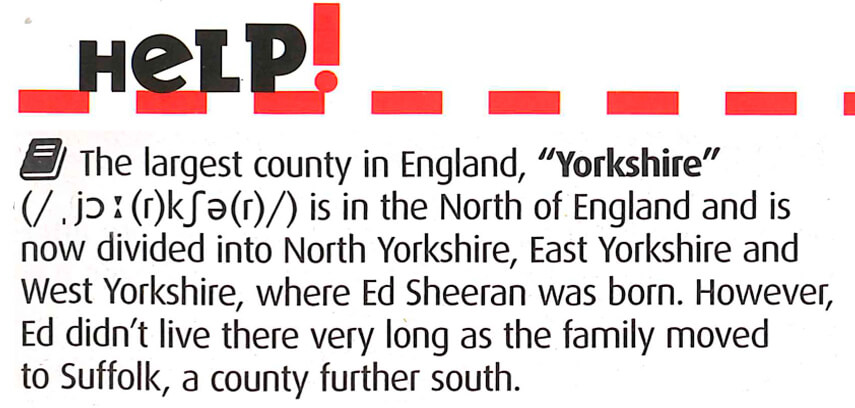 HeLP!
The largest county in England, “Yorkshire”
(/ˌjɔː(r)kʃə(r)/) is in the North of England and is
now divided into North Yorkshire, East Yorkshire and
West Yorkshire, where Ed Sheeran was born. However,
Ed didn’t live there very long as the family moved
to Suffolk, a county further south.